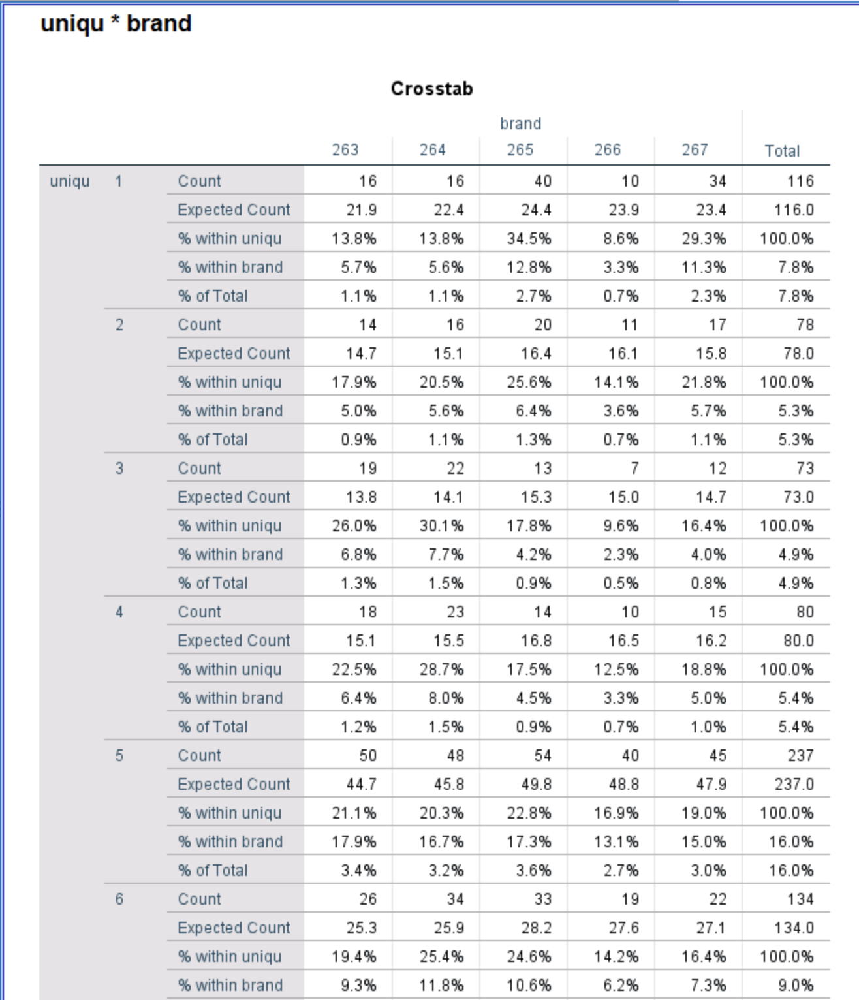 uniqu * brand
Crosstab
brand
263 264 265 266 267 Total
uniqu 1 Count 16 16 40 10 34 116
Expected Count 21.9 22.4 24.4 23.9 23.4 116.0
% within uniqu 13.8% 13.8% 34.5% 8.6% 29.3% 100.0%
% within brand 5.7% 5.6% 12.8% 3.3% 11.3% 7.8%
% of Total 1.1% 1.1% 2.7% 0.7% 2.3% 7.8%
2 Count 14 16 20 11 17 78
Expected Count 14.7 15.1 16.4 16.1 15.8 78.0
% within uniqu 17.9% 20.5% 25.6% 14.1% 21.8% 100.0%
% within brand 5.0% 5.6% 6.4% 3.6% 5.7% 5.3%
% of Total 0.9% 1.1% 1.3% 0.7% 1.1% 5.3%
3 Count 19 22 13 7 12 73
Expected Count 13.8 14.1 15.3 15.0 14.7 73.0
% within uniqu 26.0% 30.1% 17.8% 9.6% 16.4% 100.0%
% within brand 6.8% 7.7% 4.2% 2.3% 4.0% 4.9%
% of Total 1.3% 1.5% 0.9% 0.5% 0.8% 4.9%
4 Count 18 23 14 10 15 80
Expected Count 15.1 15.5 16.8 16.5 16.2 80.0
% within uniqu 22.5% 28.7% 17.5% 12.5% 18.8% 100.0%
% within brand 6.4% 8.0% 4.5% 3.3% 5.0% 5.4%
% of Total 1.2% 1.5% 0.9% 0.7% 1.0% 5.4%
5 Count 50 48 54 40 45 237
Expected Count 44.7 45.8 49.8 48.8 47.9 237.0
% within uniqu 21.1% 20.3% 22.8% 16.9% 19.0% 100.0%
% within brand 17.9% 16.7% 17.3% 13.1% 15.0% 16.0%
% of Total 3.4% 3.2% 3.6% 2.7% 3.0% 16.0%
6 Count 26 34 33 19 22 134
Expected Count 25.3 25.9 28.2 27.6 27.1 134.0
% within uniqu 19.4% 25.4% 24.6% 14.2% 16.4% 100.0%
% within brand 9.3% 11.8% 10.6% 6.2% 7.3% 9.0%